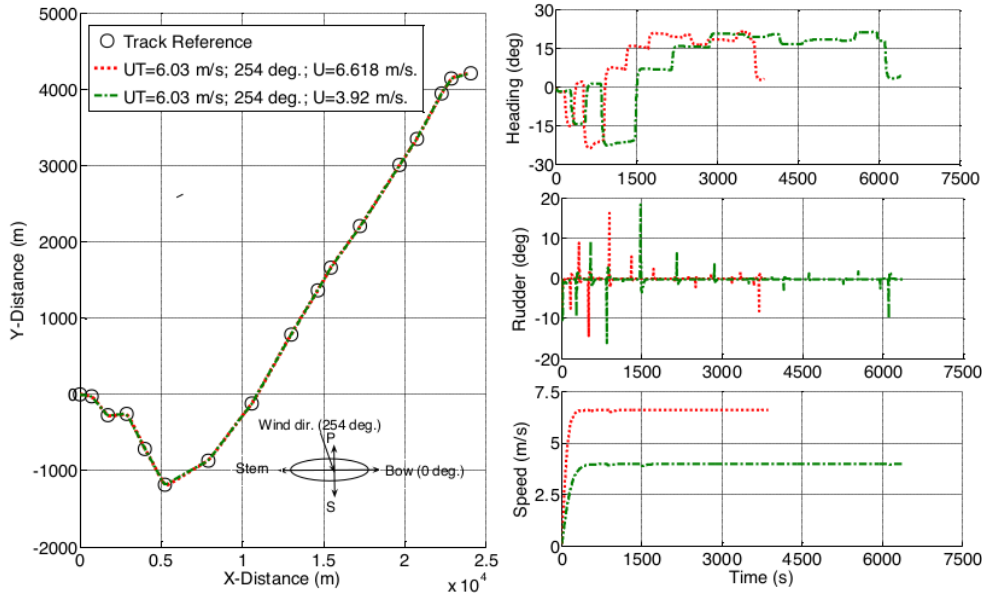 5000
4000
3000
2000
1000
0
-1000
-2000
Y-Distance (m)
Track Reference
UT=6.03 m/s; 254 deg.; U=6.618 m/s.
UT=6.03 m/s; 254 deg.; U=3.92 m/s.
Wind dir. (254 deg.)
P
Stern
Bow (0 deg.)
S
0 0.5 1 1.5 2 2.5
X-Distance (m)
x 10^4
30
15
0
-15
-30
Heading (deg)
0 1500 3000 4500 6000 7500
20
10
0
-10
-20
Rudder (deg)
0 1500 3000 4500 6000 7500
7.5
5
2.5
0
Speed (m/s)
0 1500 3000 4500 6000 7500
Time (s)